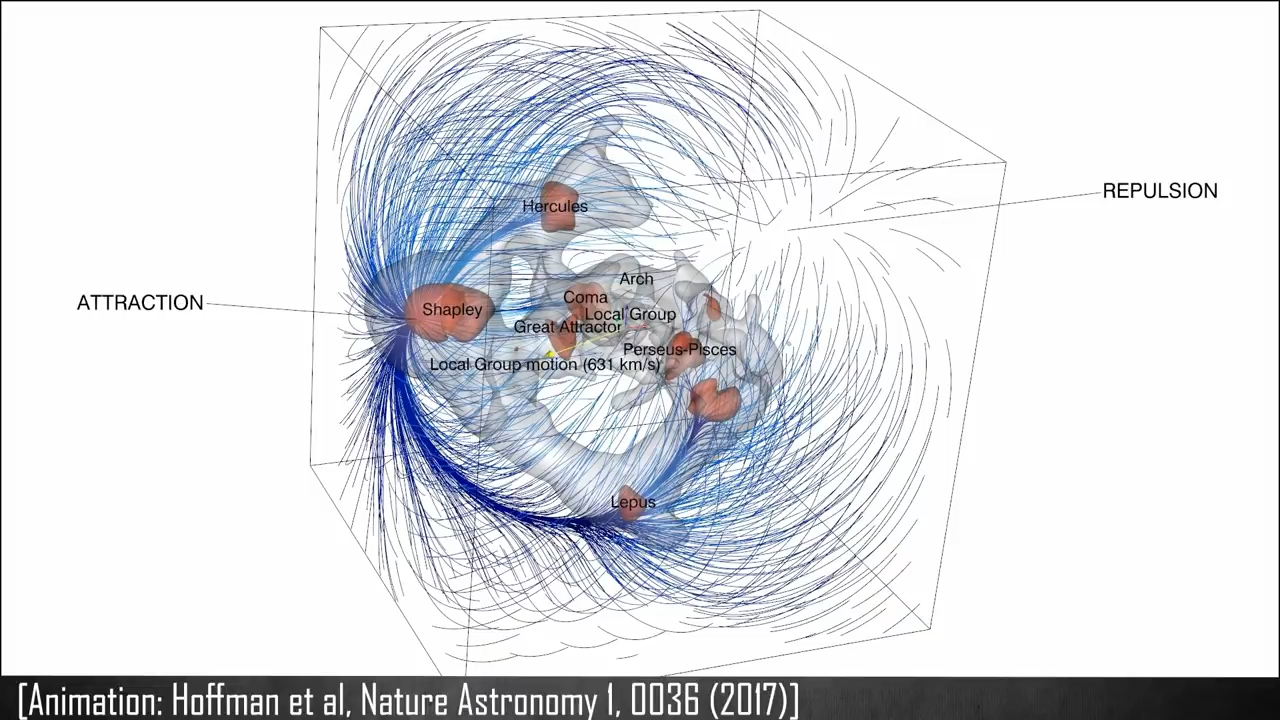 REPULSION
Hercules
Arch
Coma
ATTRACTION
Shapley
Local Group
Great Attractor
Perseus-Pisces
Local Group motion (631 km/s)
Lepus
[Animation: Hoffman et al, Nature Astronomy 1, 0036 (2017)]